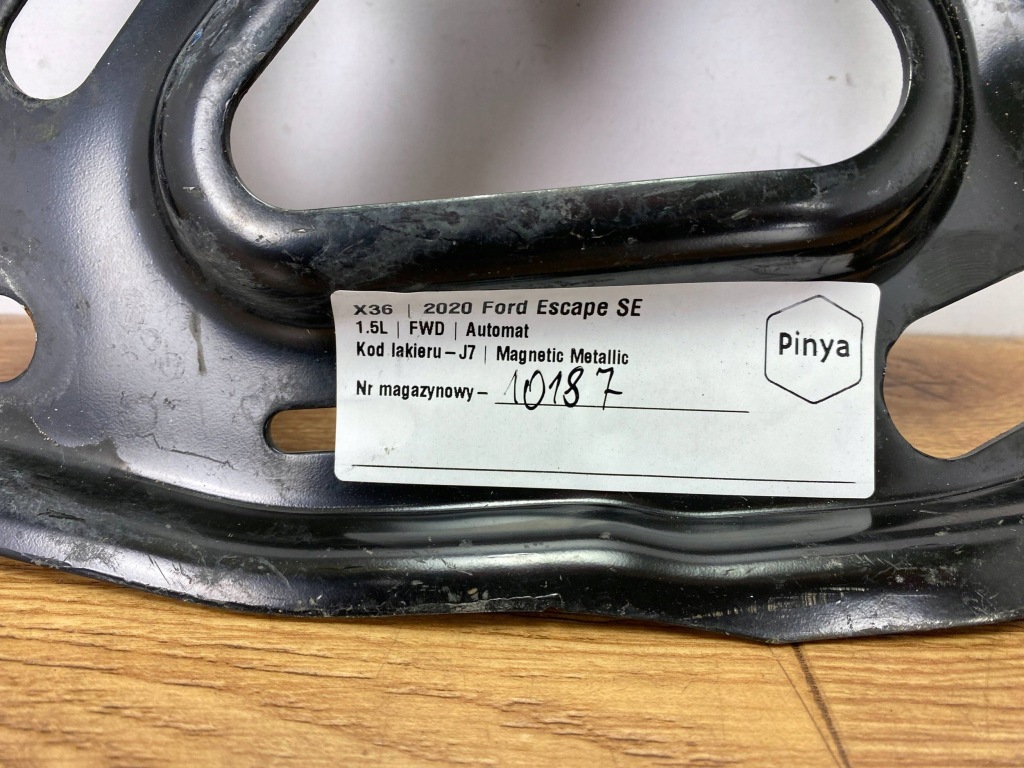 X36 | 2020 Ford Escape SE
1.5L | FWD | Automat
Kod lakieru – J7 | Magnetic Metallic
Nr magazynowy – 10187
Pinya